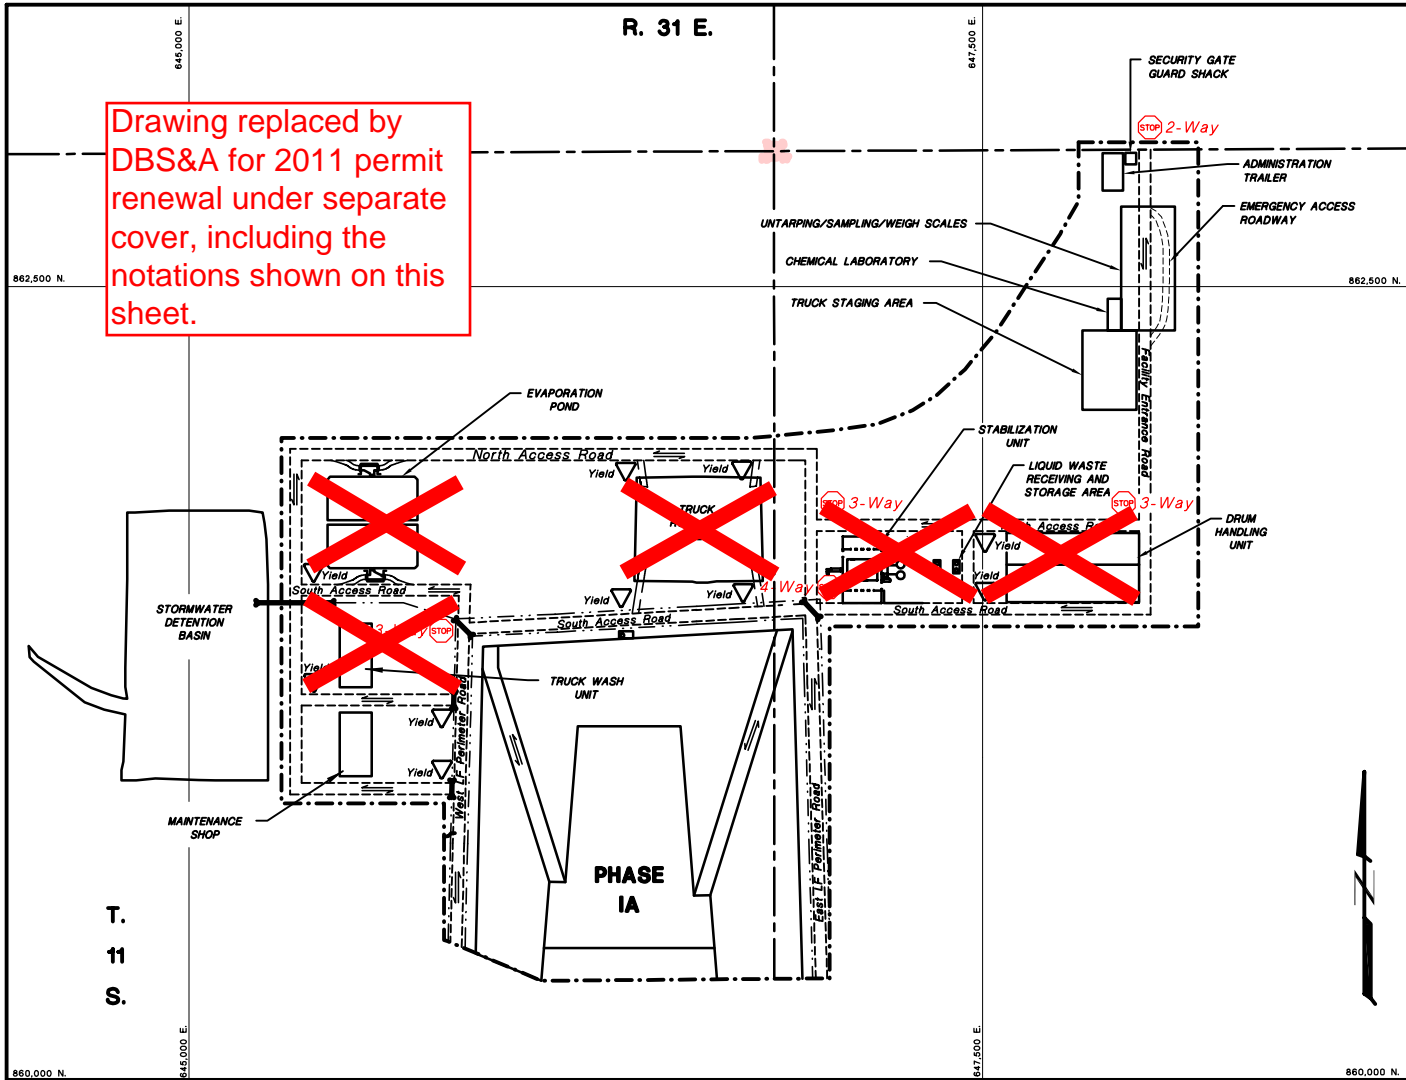 R. 31 E.
645,000 E.
647,500 E.
SECURITY GATE
GUARD SHACK
STOP 2-Way
Drawing replaced by
DBS&A for 2011 permit
renewal under separate
cover, including the
notations shown on this
sheet.
ADMINISTRATION
TRAILER
EMERGENCY ACCESS
ROADWAY
UNTARPING/SAMPLING/WEIGH SCALES
CHEMICAL LABORATORY
862,500 N.
862,500 N.
TRUCK STAGING AREA
Facility Entrance Road
EVAPORATION
POND
STABILIZATION
UNIT
North Access Road
Yield
Yield
LIQUID WASTE
RECEIVING AND
STORAGE AREA
TRUCK
STOP 3-Way
STOP 3-Way
Access Road
DRUM
HANDLING
UNIT
Yield
Yield
Yield
4-Way
South Access Road
Yield
Yield
South Access Road
South Access Road
STORMWATER
DETENTION
BASIN
3-Way STOP
Yield
TRUCK WASH
UNIT
West LF Perimeter Road
Yield
Yield
East LF Perimeter Road
MAINTENANCE
SHOP
PHASE
IA
T.
11
S.
N
645,000 E.
647,500 E.
860,000 N.
860,000 N.